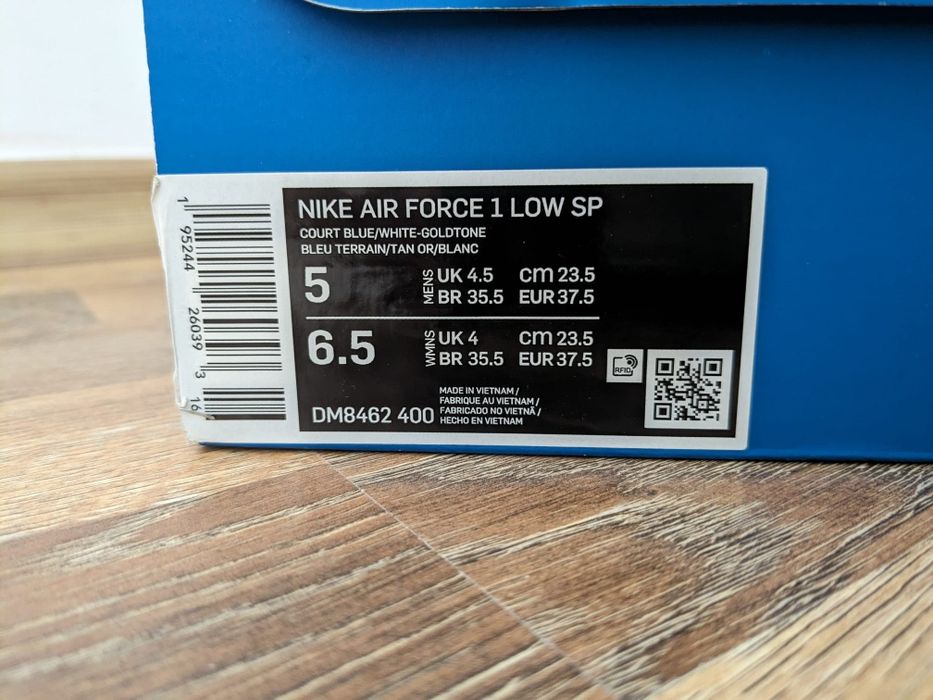 NIKE AIR FORCE 1 LOW SP
COURT BLUE/WHITE-GOLDTONE
BLEU TERRAIN/TAN OR/BLANC
5
MENS
UK 4.5 cm 23.5
BR 35.5 EUR 37.5
6.5
WMNS
UK 4 cm 23.5
BR 35.5 EUR 37.5
RFID
DM8462 400
MADE IN VIETNAM /
FABRIQUE AU VIETNAM /
FABRICADO NO VIETNÃ /
HECHO EN VIETNAM
1 95244 26039 3 16